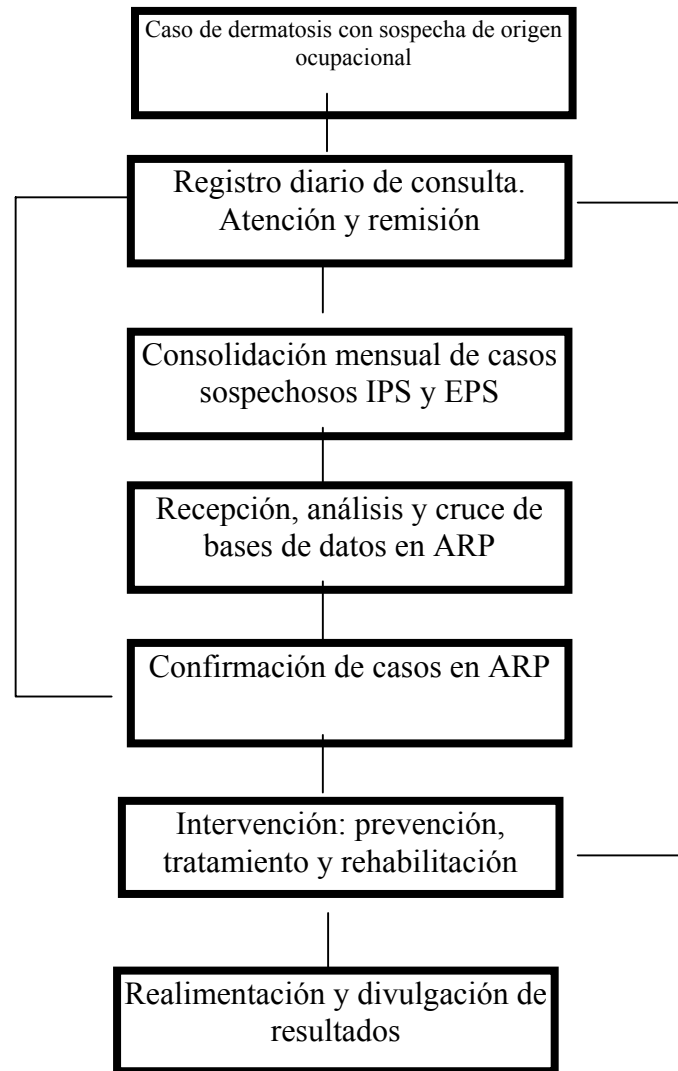 Caso de dermatosis con sospecha de origen
ocupacional
Registro diario de consulta.
Atención y remisión
Consolidación mensual de casos
sospechosos IPS y EPS
Recepción, análisis y cruce de
bases de datos en ARP
Confirmación de casos en ARP
Intervención: prevención,
tratamiento y rehabilitación
Realimentación y divulgación de
resultados